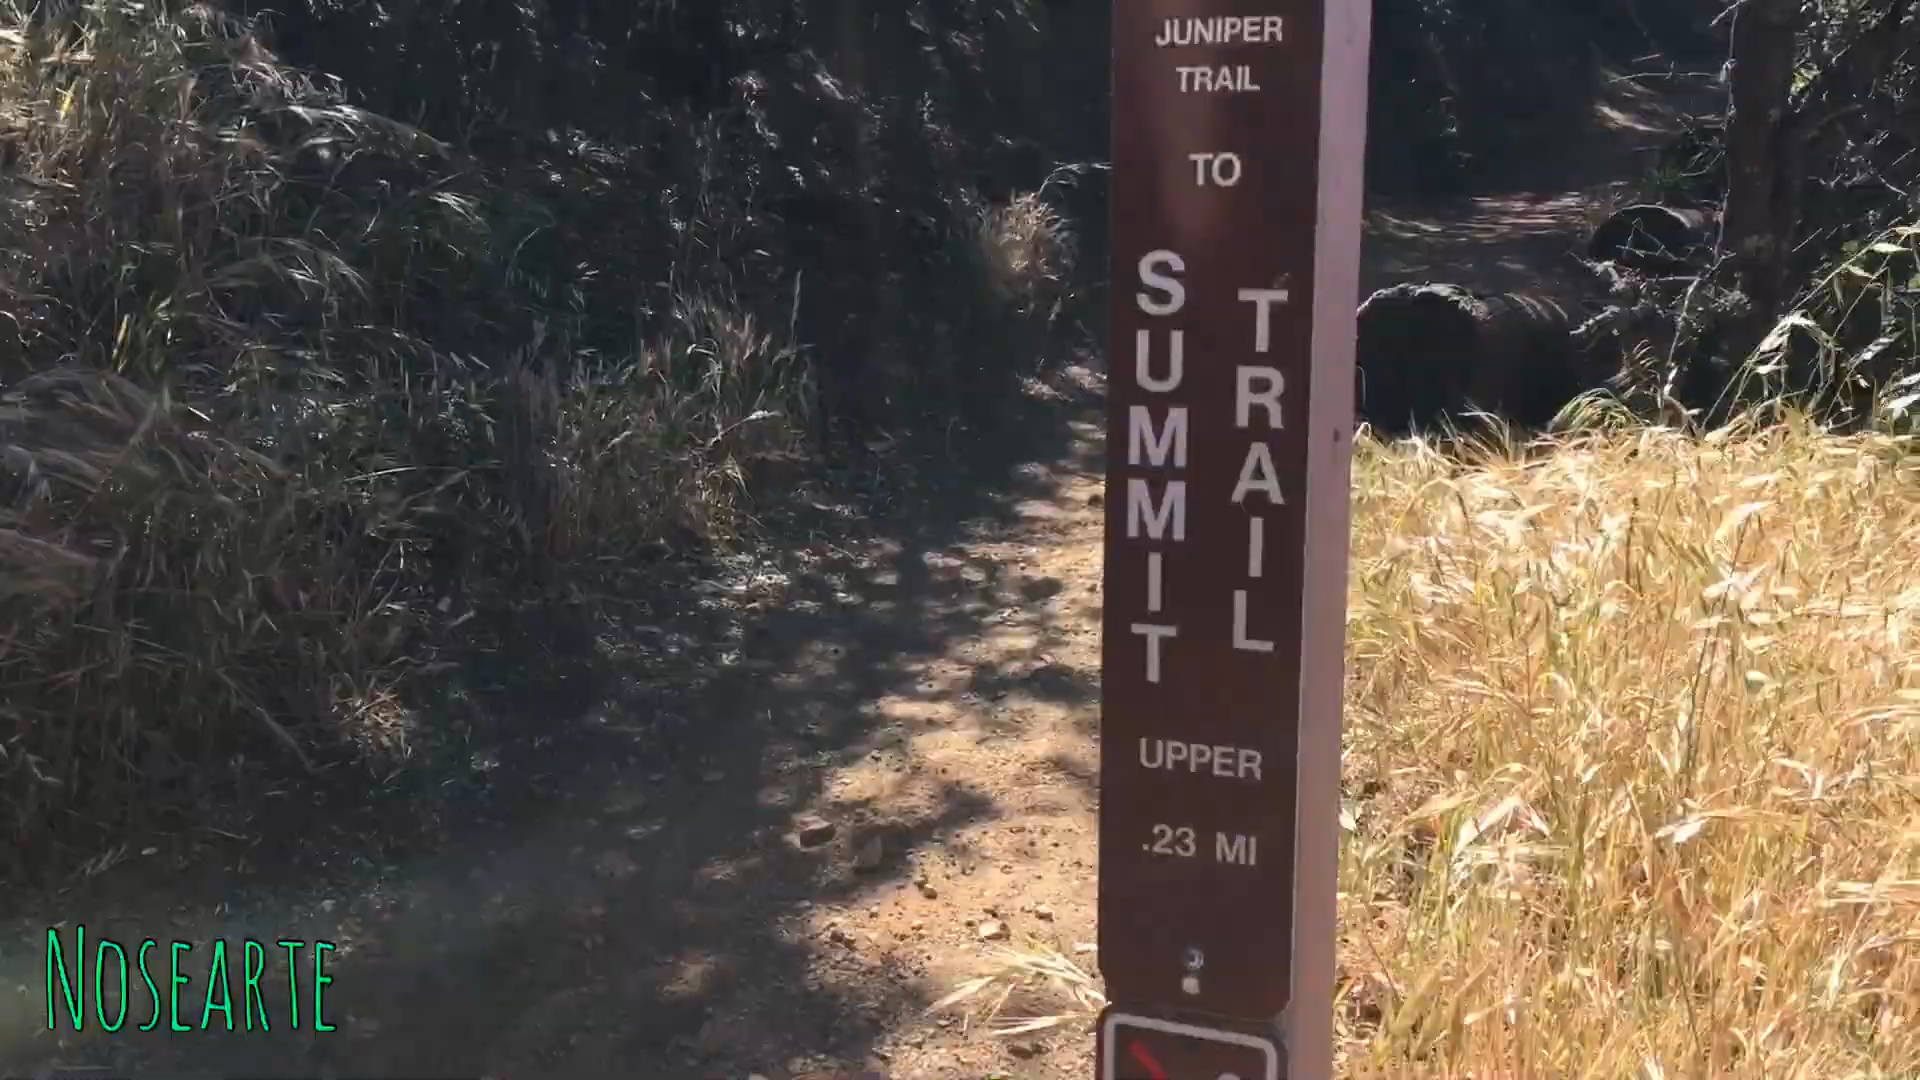 JUNIPER
TRAIL
TO
SUMMIT
TRAIL
UPPER
.23 MI
NOSEARTE